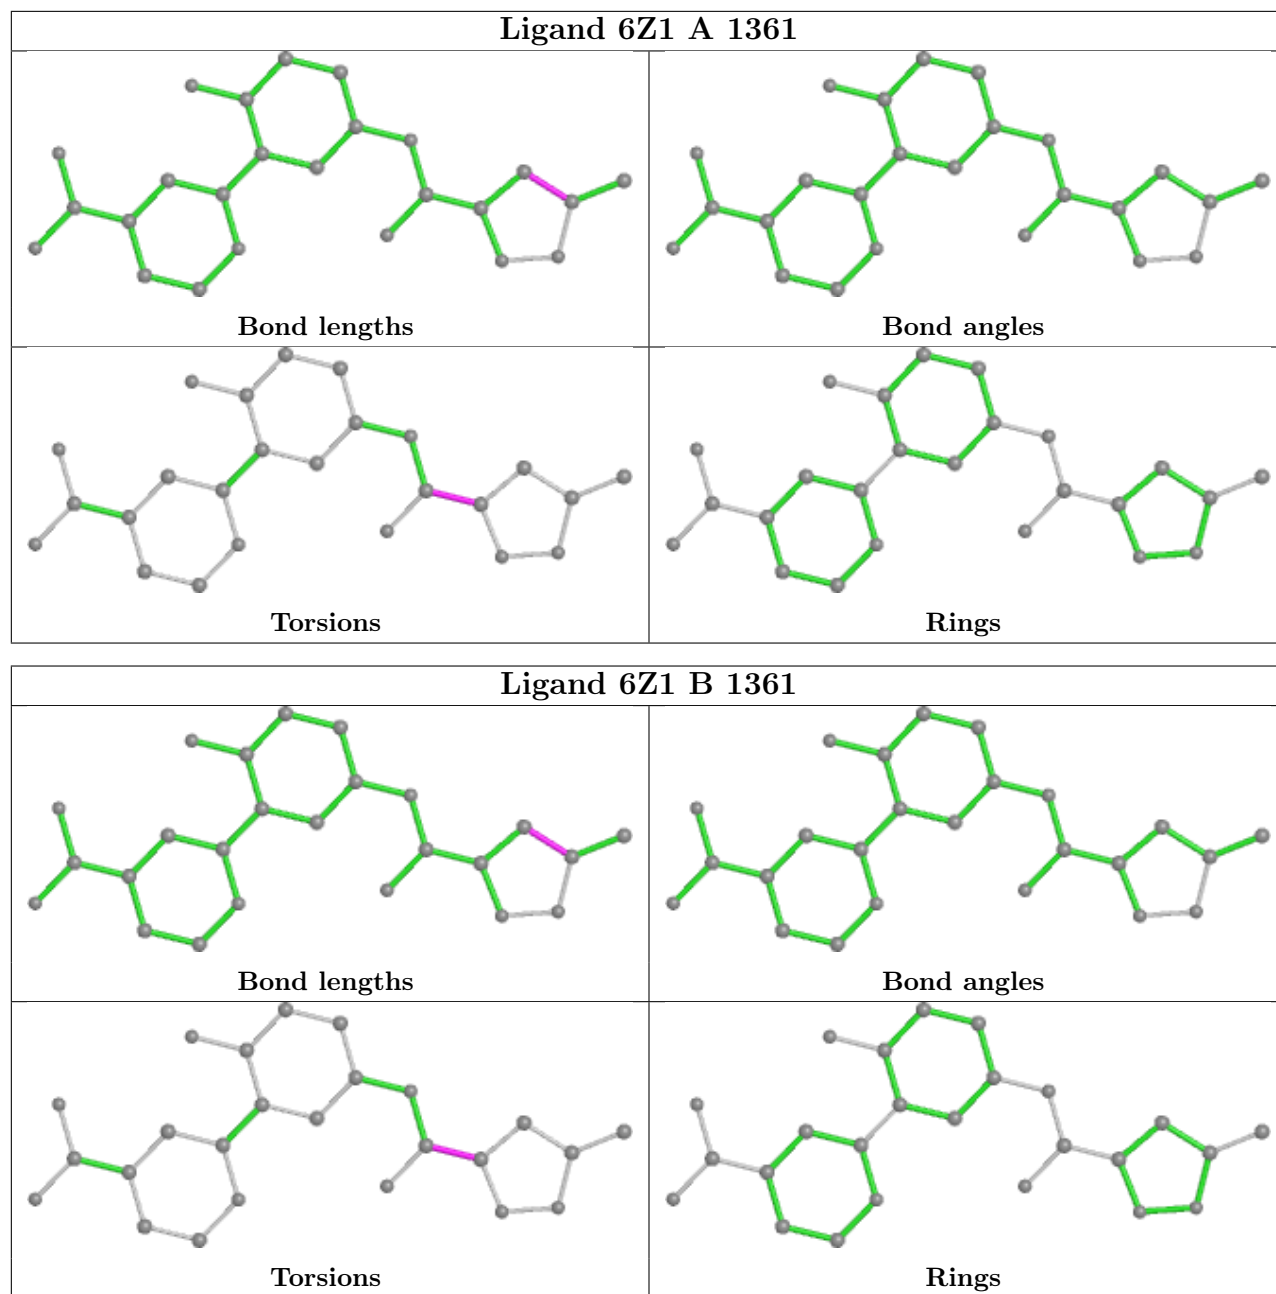 Ligand 6Z1 A 1361
Bond lengths
Bond angles
Torsions
Rings
Ligand 6Z1 B 1361
Bond lengths
Bond angles
Torsions
Rings